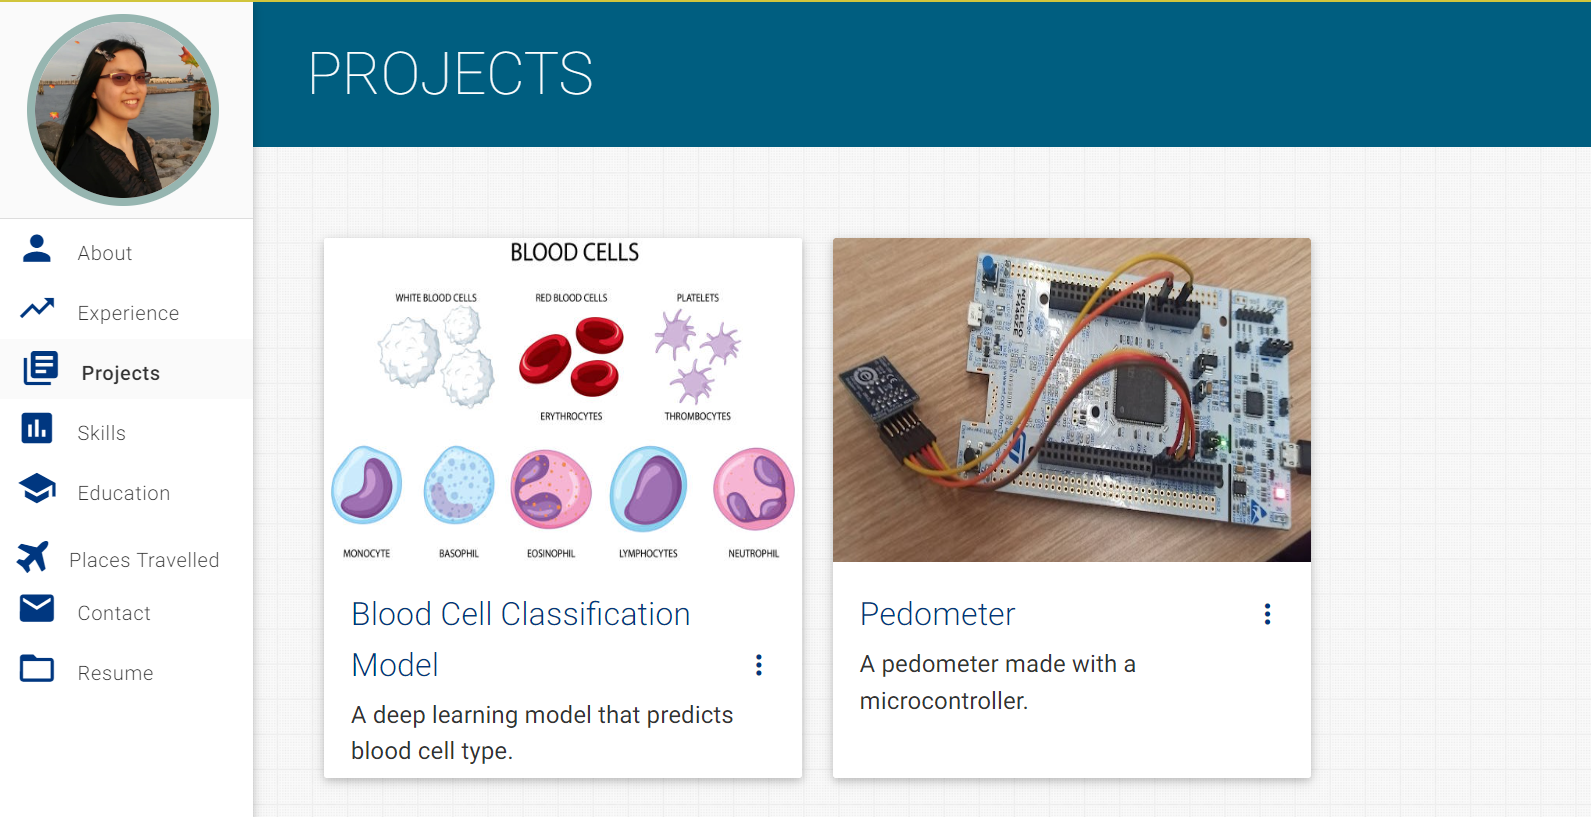 PROJECTS
About
Experience
Projects
Skills
Education
Places Travelled
Contact
Resume
BLOOD CELLS
WHITE BLOOD CELLS
RED BLOOD CELLS
PLATELETS
ERYTHROCYTES
THROMBOCYTES
MONOCYTE
BASOPHIL
EOSINOPHIL
LYMPHOCYTES
NEUTROPHIL
Blood Cell Classification
Model
A deep learning model that predicts
blood cell type.
NUCLEO
Pedometer
A pedometer made with a
microcontroller.